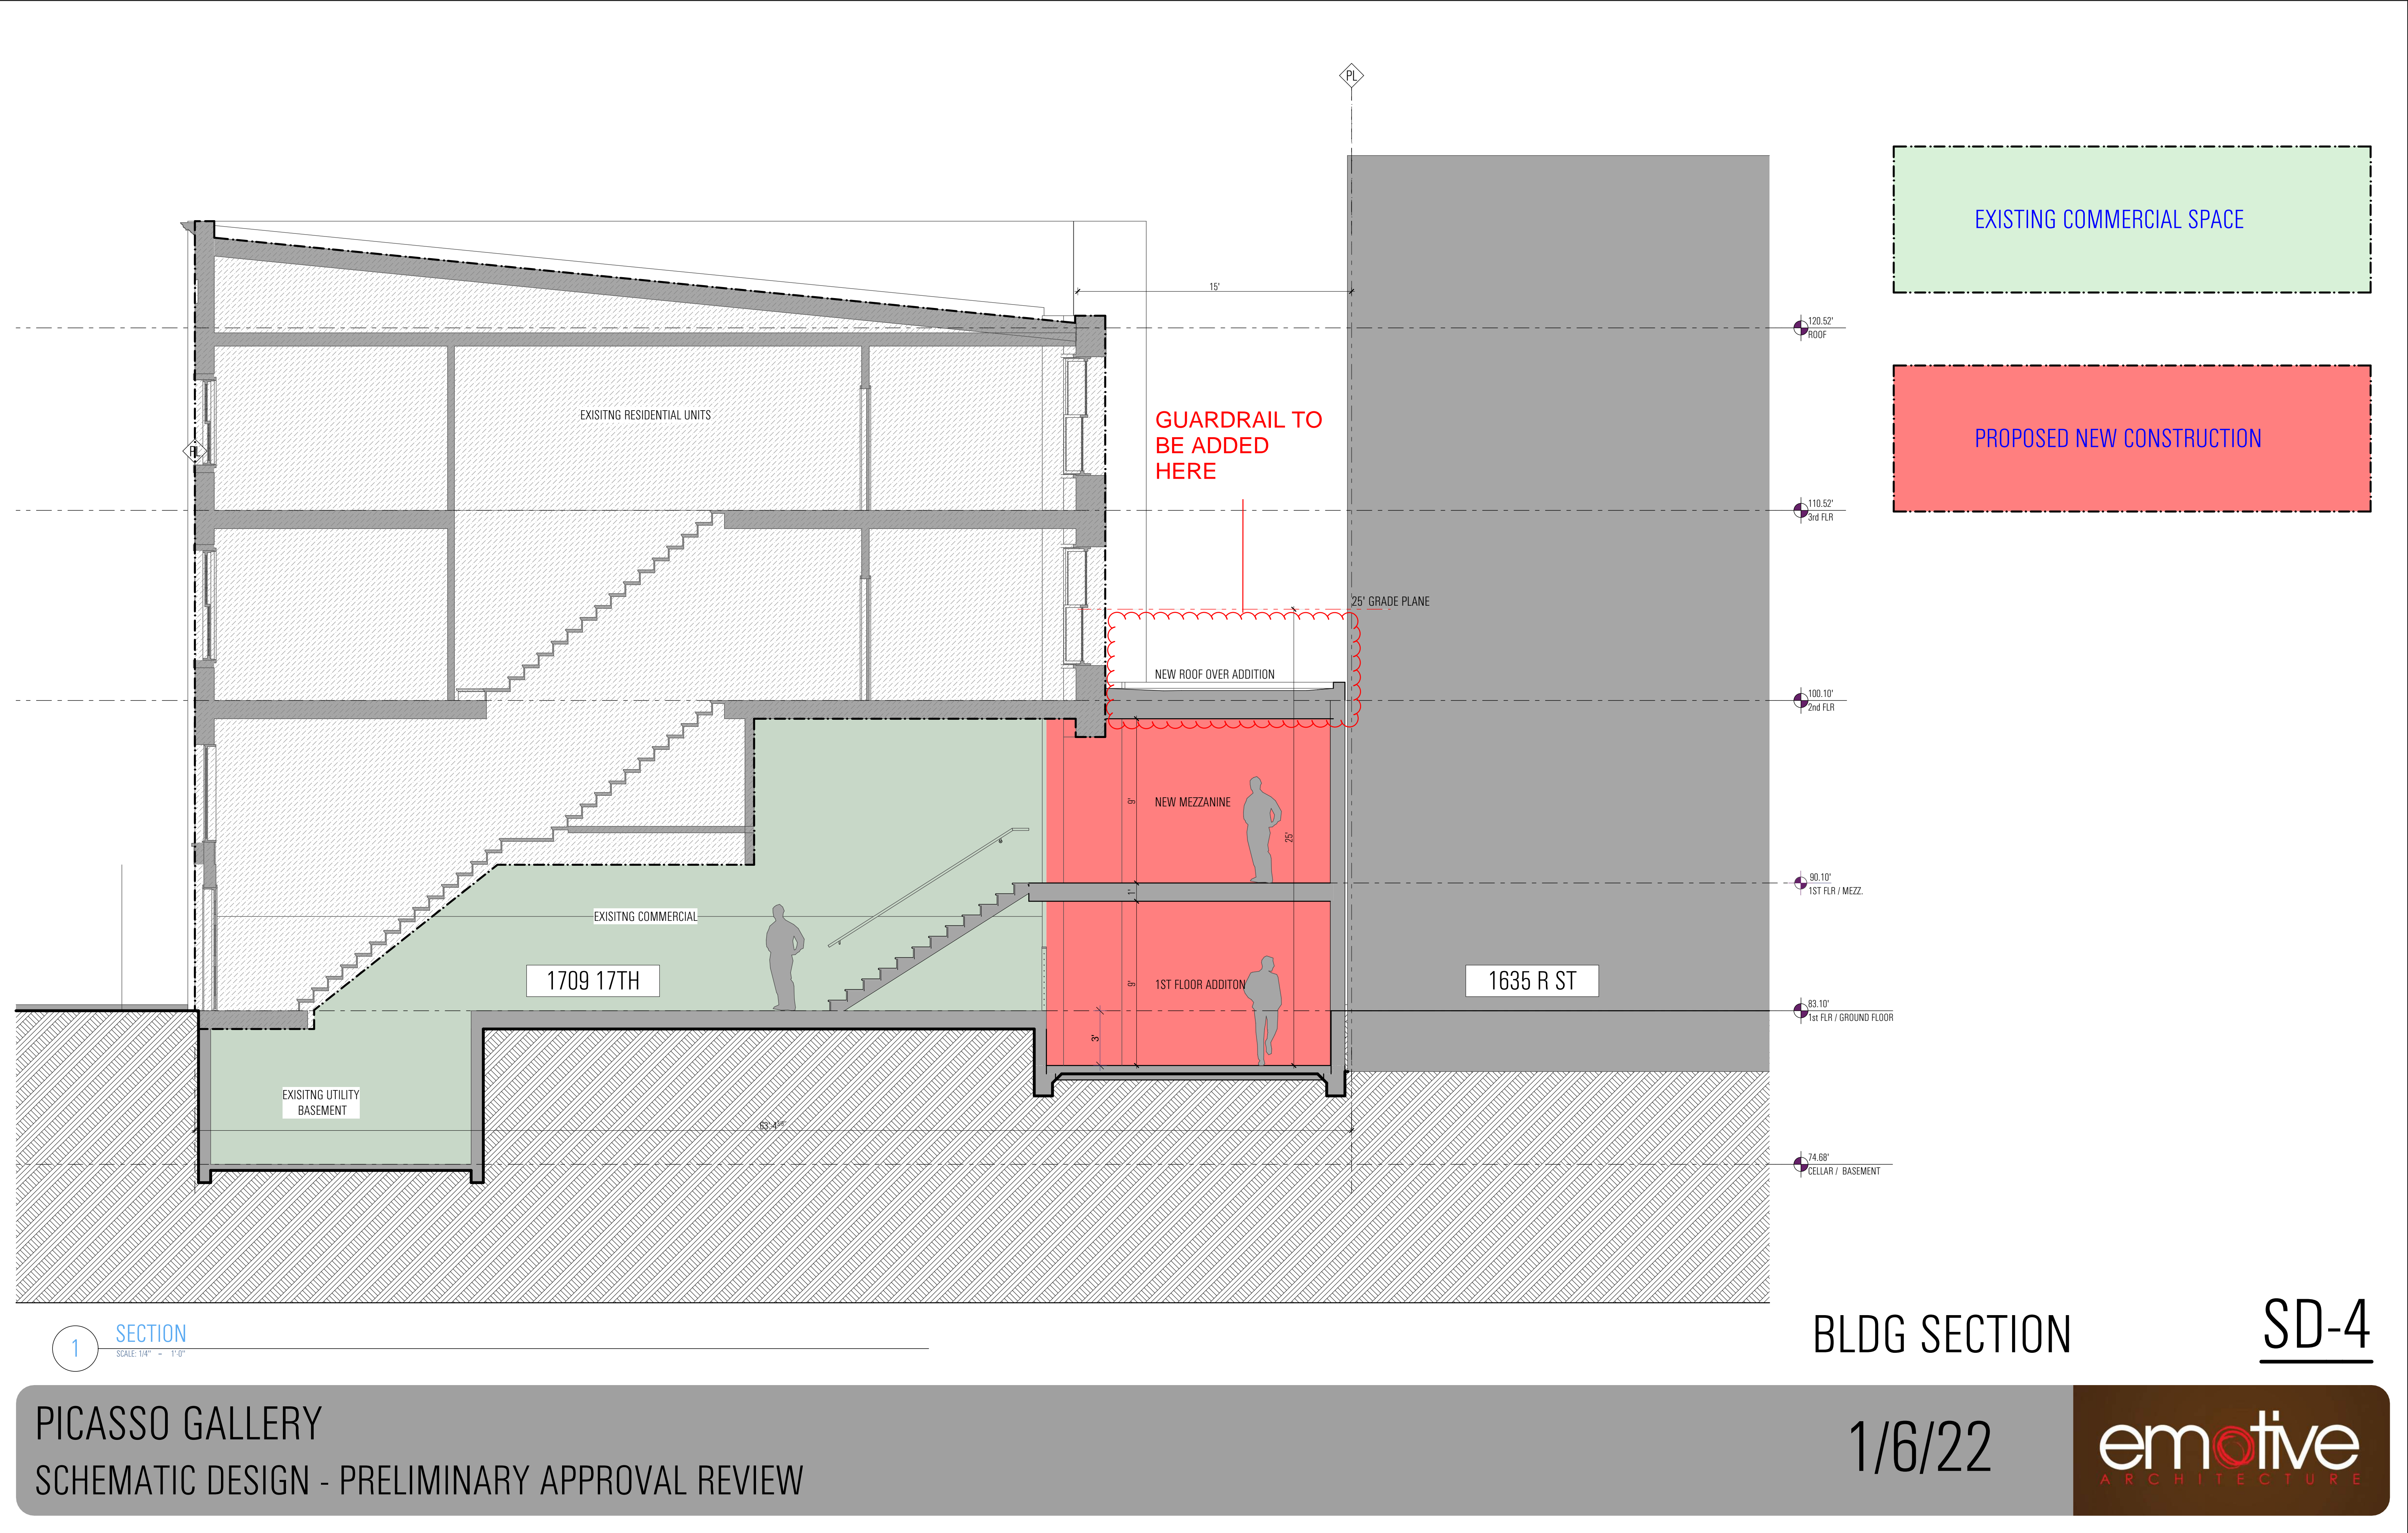 PL
EXISTING COMMERCIAL SPACE
15'
120.52'
ROOF
EXISITNG RESIDENTIAL UNITS
GUARDRAIL TO
BE ADDED
HERE
PROPOSED NEW CONSTRUCTION
PL
110.52'
3rd FLR
25' GRADE PLANE
NEW ROOF OVER ADDITION
100.10'
2nd FLR
9'
NEW MEZZANINE
25'
90.10'
1ST FLR / MEZZ.
1'
EXISITNG COMMERCIAL
1709 17TH
9'
1ST FLOOR ADDITON
1635 R ST
83.10'
1st FLR / GROUND FLOOR
3'
EXISITNG UTILITY
BASEMENT
74.68'
CELLAR / BASEMENT
1
SECTION
SCALE: 1/4" = 1'-0"
BLDG SECTION
SD-4
PICASSO GALLERY
SCHEMATIC DESIGN - PRELIMINARY APPROVAL REVIEW
1/6/22
emotive
ARCHITECTURE